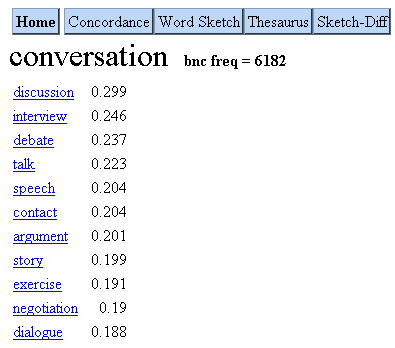 Home Concordance Word Sketch Thesaurus Sketch-Diff
conversation bnc freq = 6182
discussion 0.299
interview 0.246
debate 0.237
talk 0.223
speech 0.204
contact 0.204
argument 0.201
story 0.199
exercise 0.191
negotiation 0.19
dialogue 0.188